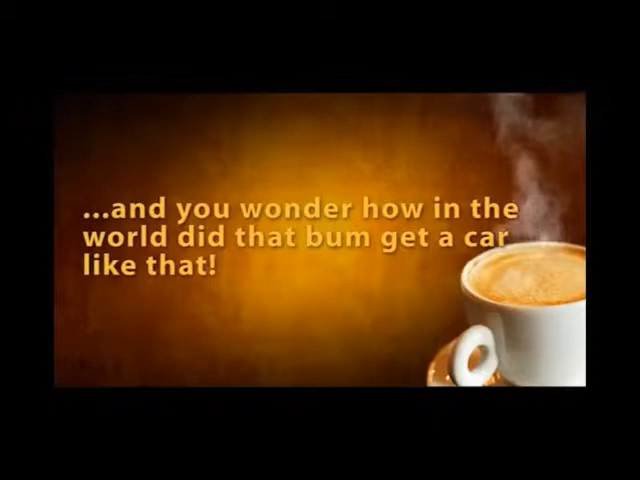 ...and you wonder how in the
world did that bum get a car
like that!